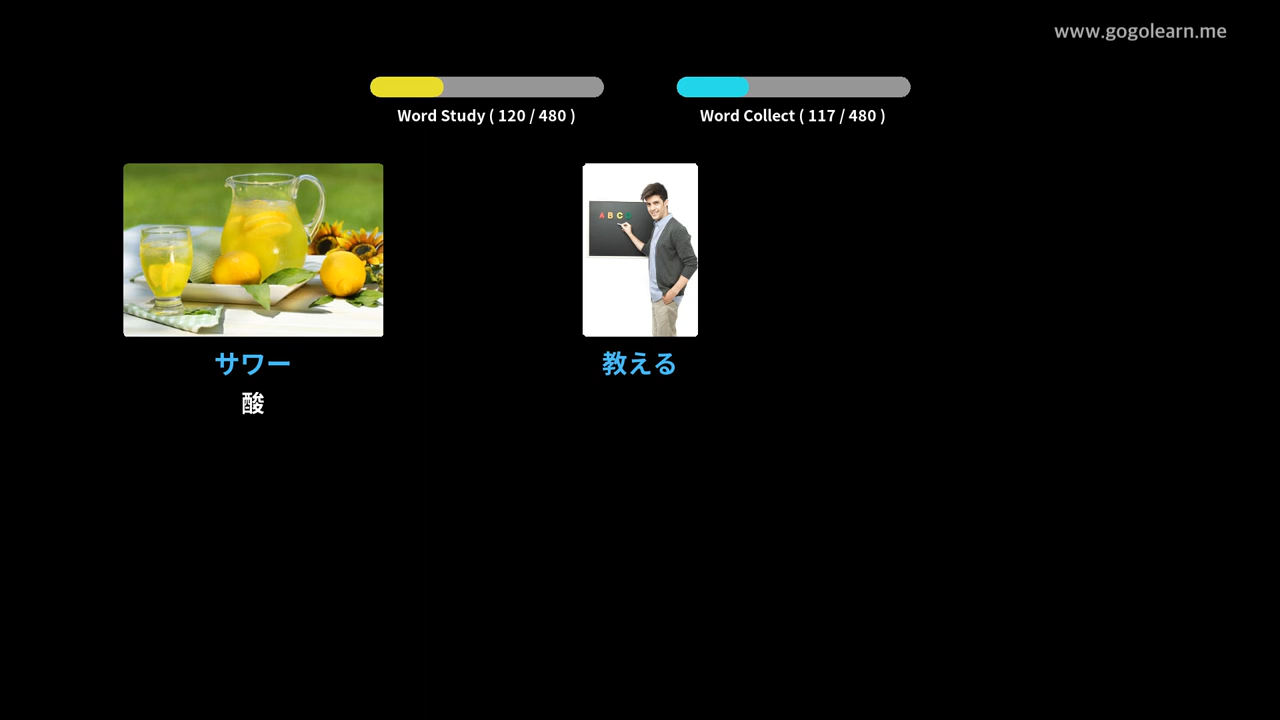 www.gogolearn.me
Word Study ( 120 / 480 )
Word Collect ( 117 / 480 )
A B C D
サワー
教える
酸